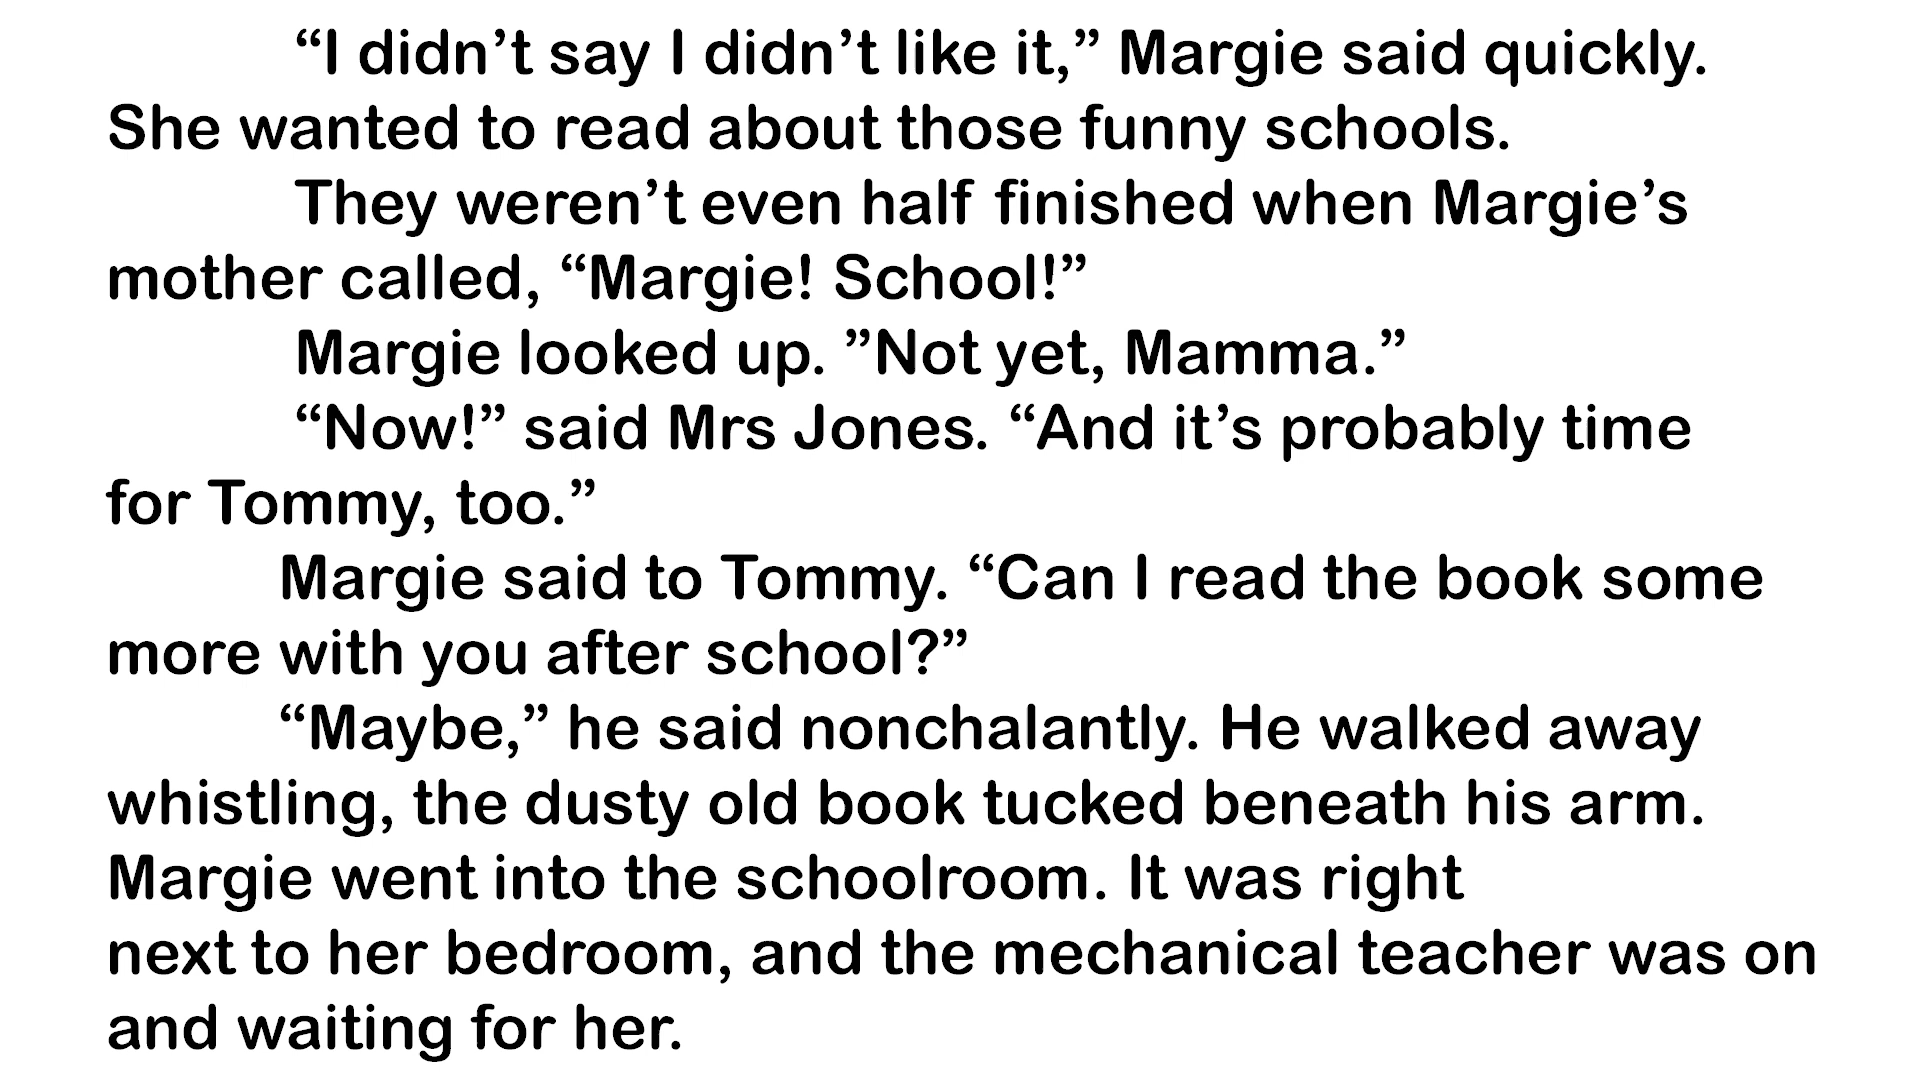 “I didn’t say I didn’t like it,” Margie said quickly.
She wanted to read about those funny schools.
They weren’t even half finished when Margie’s
mother called, “Margie! School!”
Margie looked up. ”Not yet, Mamma.”
“Now!” said Mrs Jones. “And it’s probably time
for Tommy, too.”
Margie said to Tommy. “Can I read the book some
more with you after school?”
“Maybe,” he said nonchalantly. He walked away
whistling, the dusty old book tucked beneath his arm.
Margie went into the schoolroom. It was right
next to her bedroom, and the mechanical teacher was on
and waiting for her.